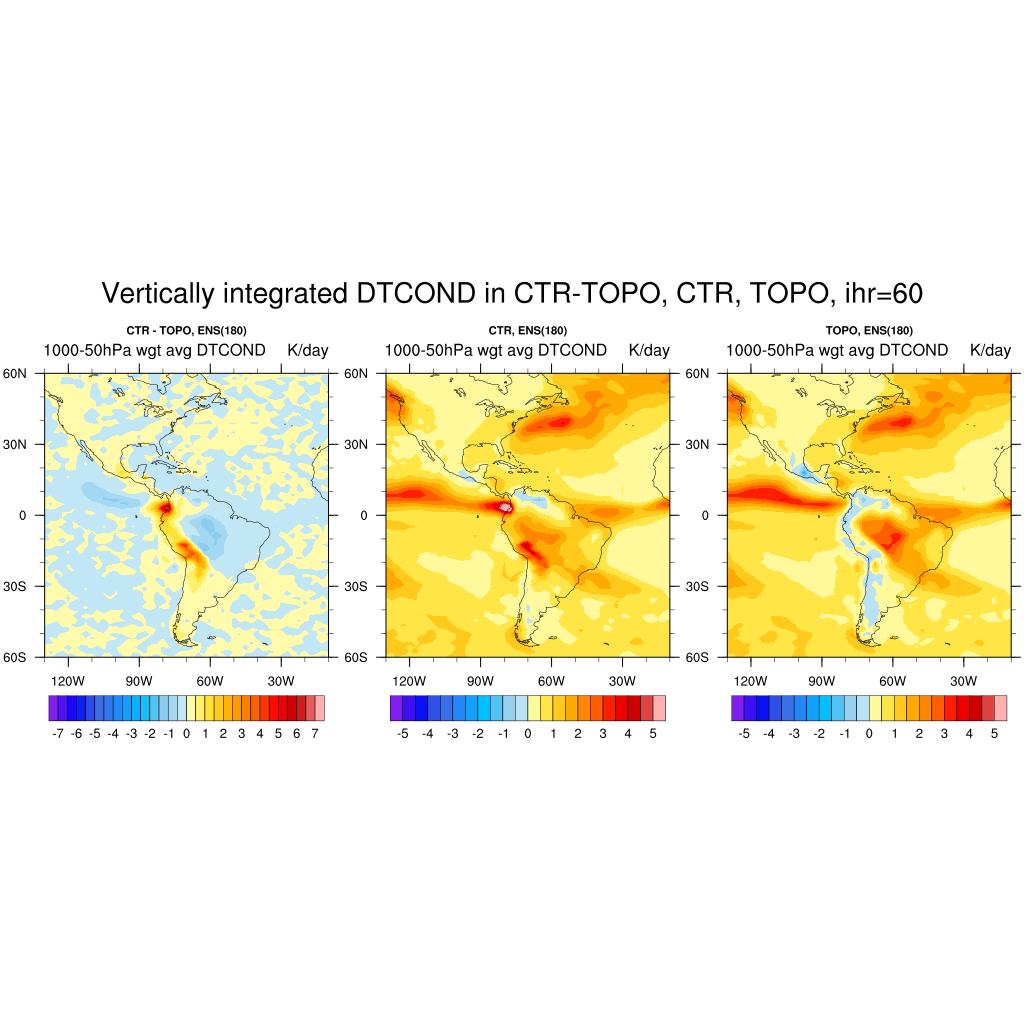 Vertically integrated DTCOND in CTR-TOPO, CTR, TOPO, ihr=60
CTR - TOPO, ENS(180)
1000-50hPa wgt avg DTCOND K/day
60N
30N
0
30S
60S
120W 90W 60W 30W
-7 -6 -5 -4 -3 -2 -1 0 1 2 3 4 5 6 7
CTR, ENS(180)
1000-50hPa wgt avg DTCOND K/day
60N
30N
0
30S
60S
120W 90W 60W 30W
-5 -4 -3 -2 -1 0 1 2 3 4 5
TOPO, ENS(180)
1000-50hPa wgt avg DTCOND K/day
60N
30N
0
30S
60S
120W 90W 60W 30W
-5 -4 -3 -2 -1 0 1 2 3 4 5